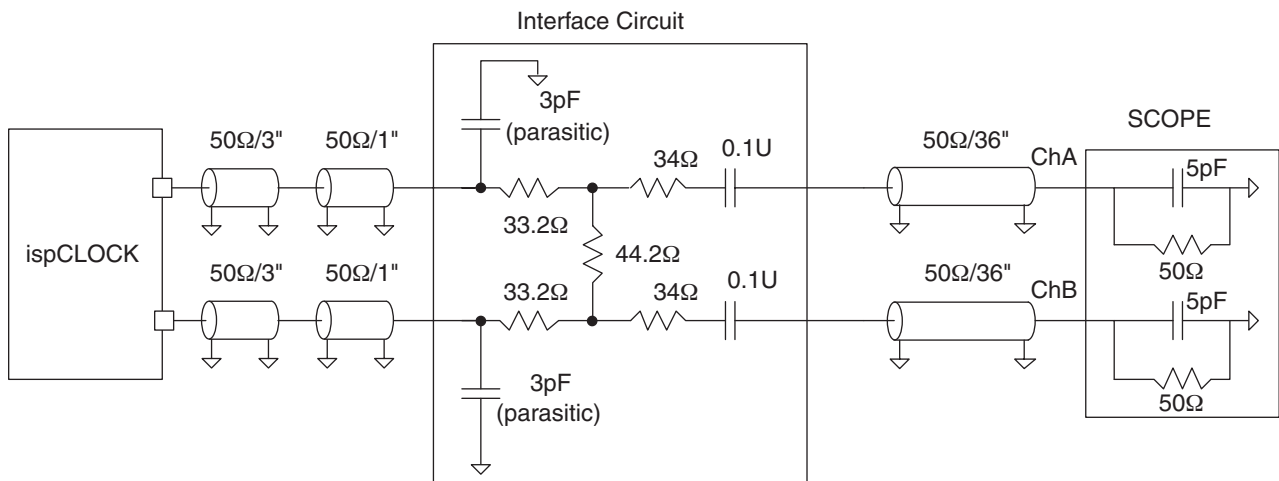 Interface Circuit
3pF
(parasitic)
SCOPE
50Ω/3"
50Ω/1"
34Ω
0.1U
50Ω/36"
ChA
5pF
33.2Ω
50Ω
ispCLOCK
44.2Ω
50Ω/3"
50Ω/1"
33.2Ω
34Ω
0.1U
50Ω/36"
ChB
5pF
3pF
(parasitic)
50Ω